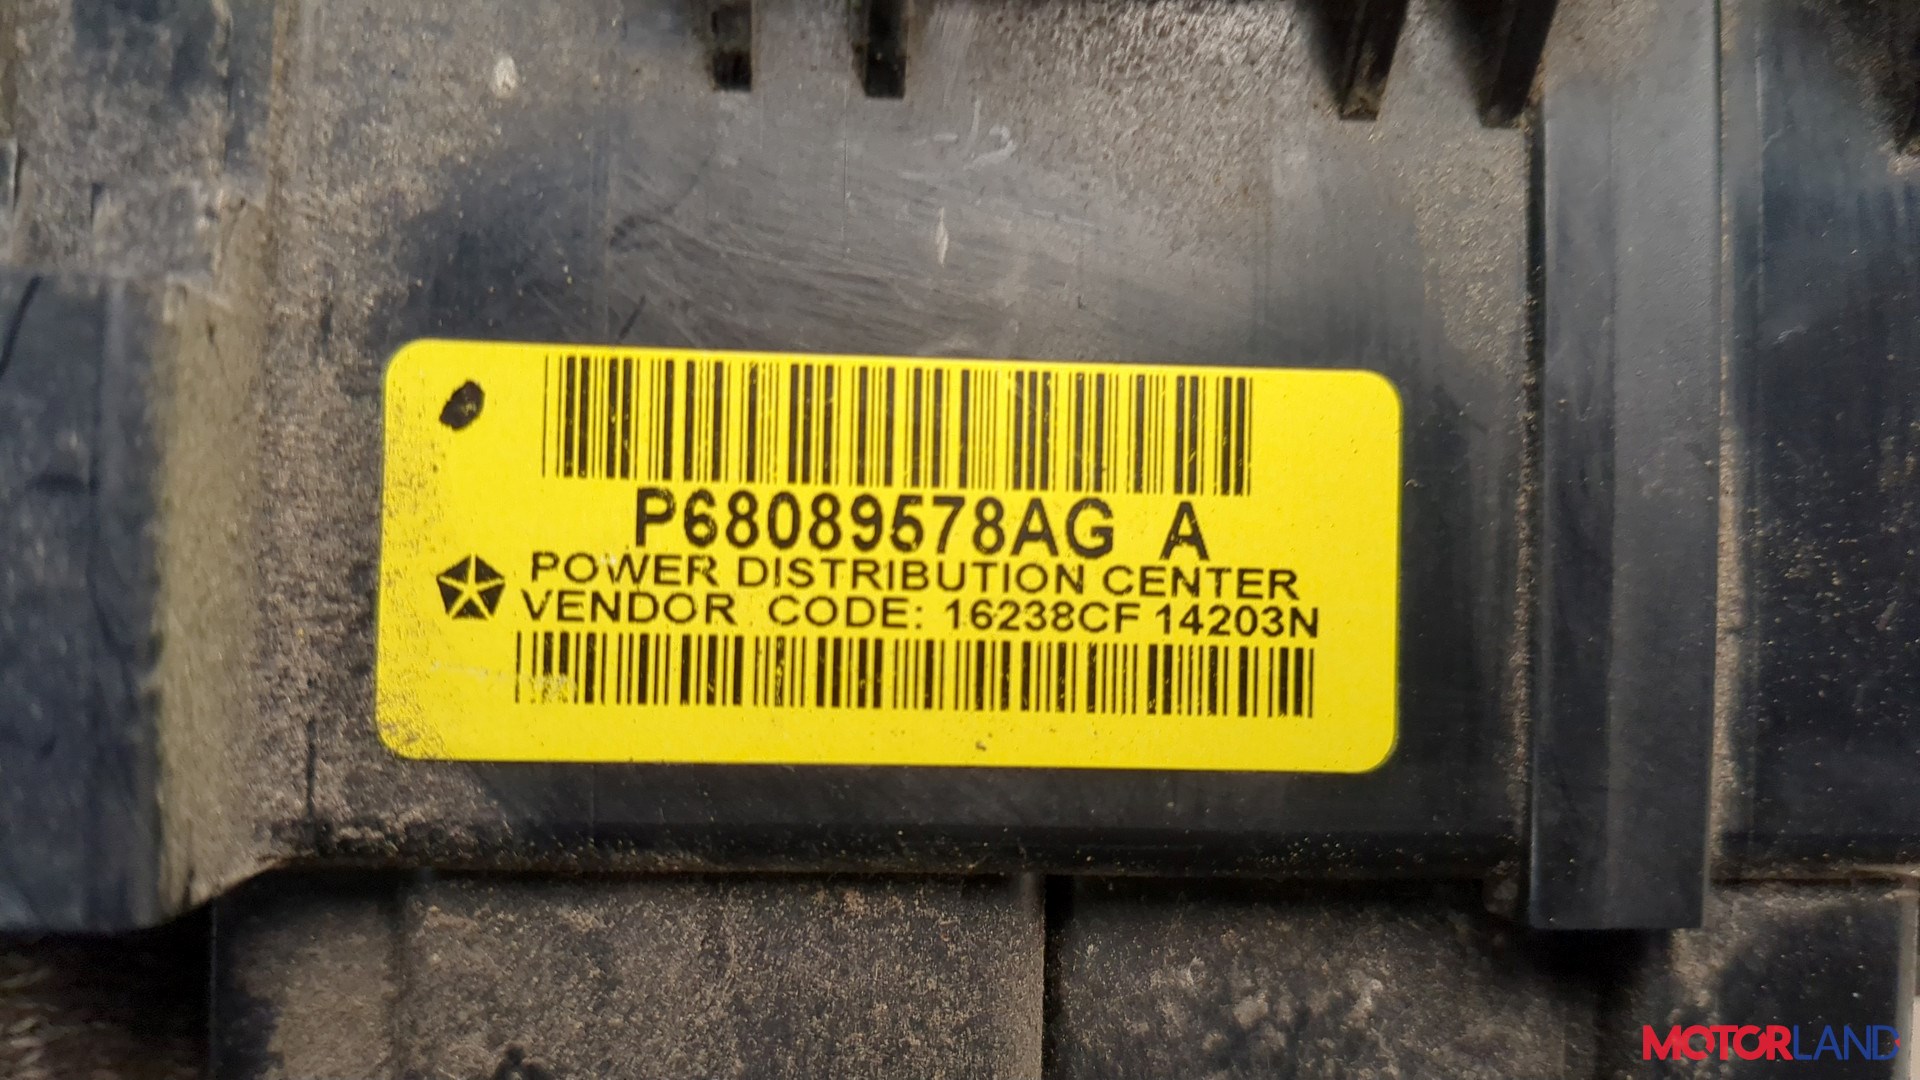 P68089578AG A
POWER DISTRIBUTION CENTER
VENDOR CODE: 16238CF 14203N
MOTORLAND